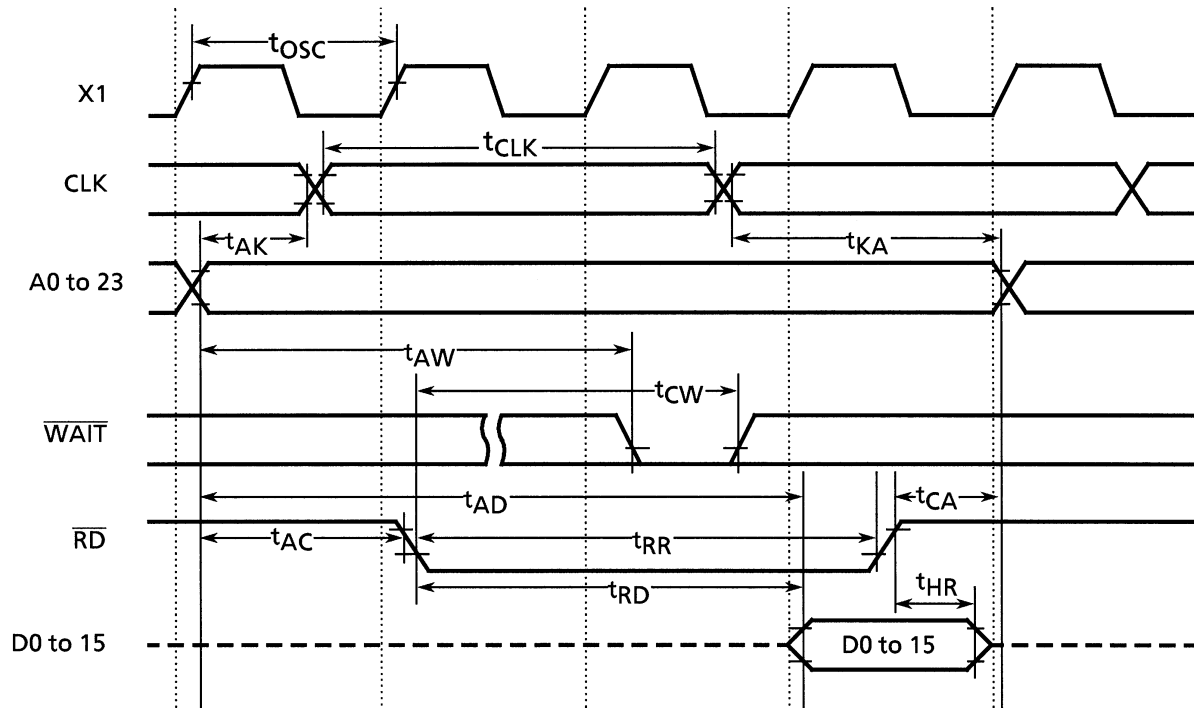 tOSC
X1
tCLK
CLK
tAK
tKA
A0 to 23
tAW
tCW
WAIT
tAD
tCA
RD
tAC
tRR
tRD
tHR
D0 to 15
D0 to 15